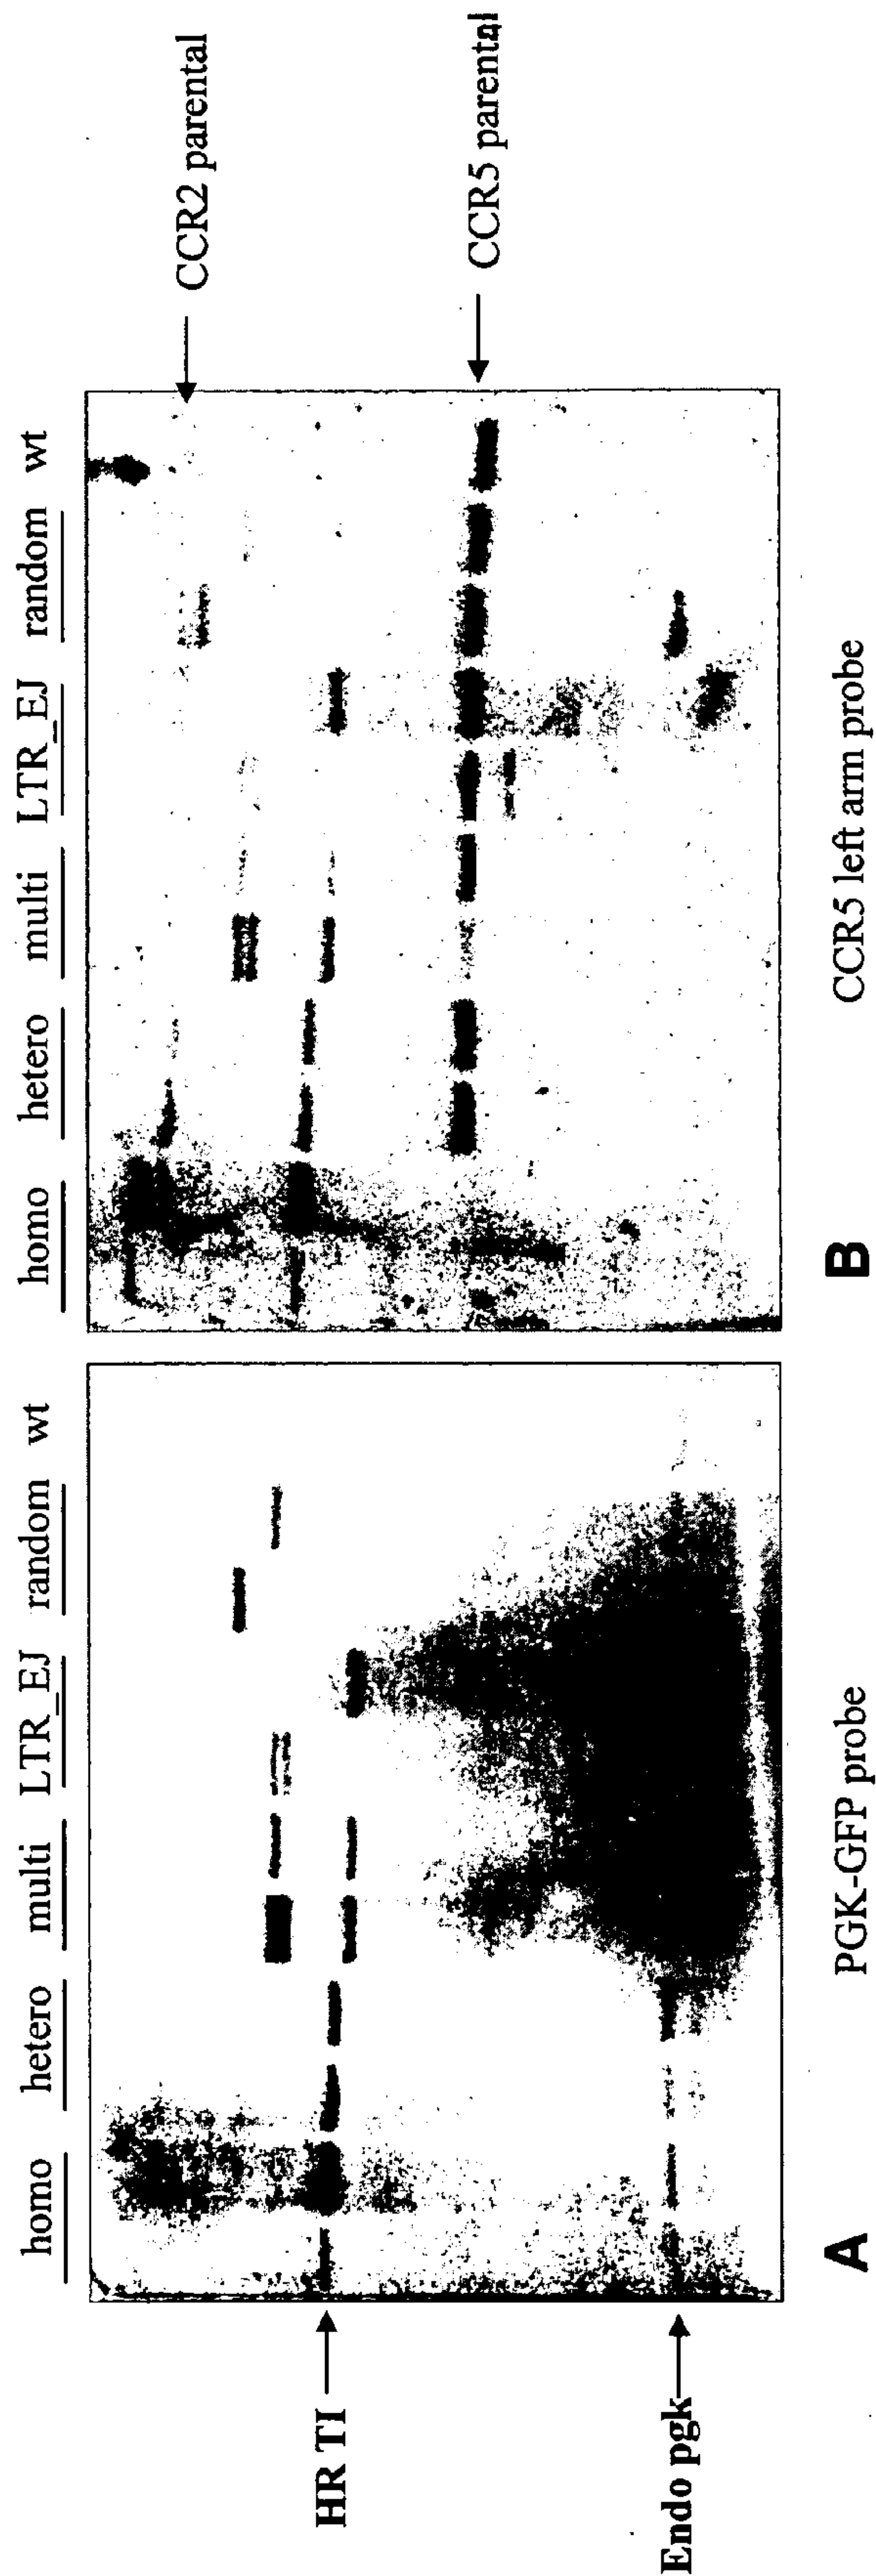 homo hetero multi LTR_EJ random wt
HR TI
Endo pgk
A
PGK-GFP probe
homo hetero multi LTR_EJ random wt
CCR2 parental
CCR5 parental
B
CCR5 left arm probe